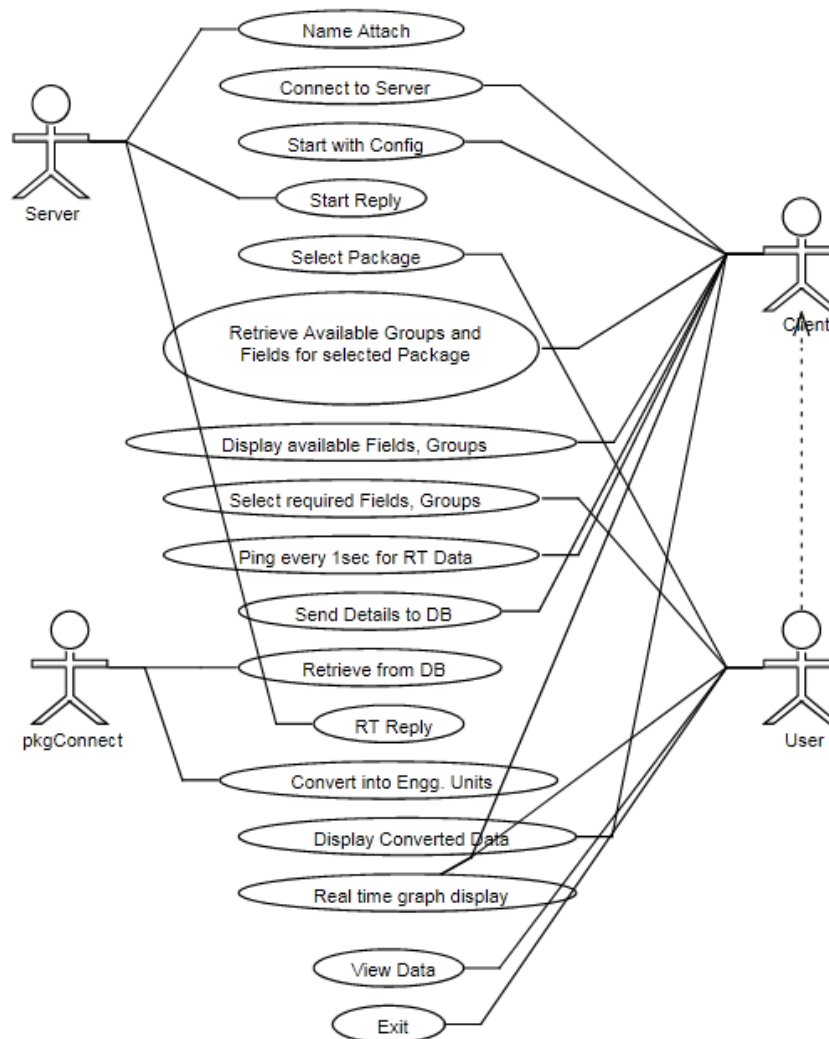 Name Attach
Connect to Server
Start with Config
Start Reply
Server
Select Package
Client
Retrieve Available Groups and
Fields for selected Package
Display available Fields, Groups
Select required Fields, Groups
Ping every 1sec for RT Data
Send Details to DB
Retrieve from DB
RT Reply
pkgConnect
User
Convert into Engg. Units
Display Converted Data
Real time graph display
View Data
Exit